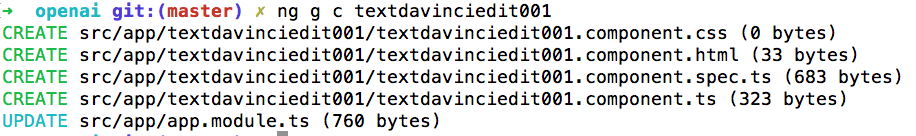 ➜ openai git:(master) ✗ ng g c textdavinciedit001
CREATE src/app/textdavinciedit001/textdavinciedit001.component.css (0 bytes)
CREATE src/app/textdavinciedit001/textdavinciedit001.component.html (33 bytes)
CREATE src/app/textdavinciedit001/textdavinciedit001.component.spec.ts (683 bytes)
CREATE src/app/textdavinciedit001/textdavinciedit001.component.ts (323 bytes)
UPDATE src/app/app.module.ts (760 bytes)